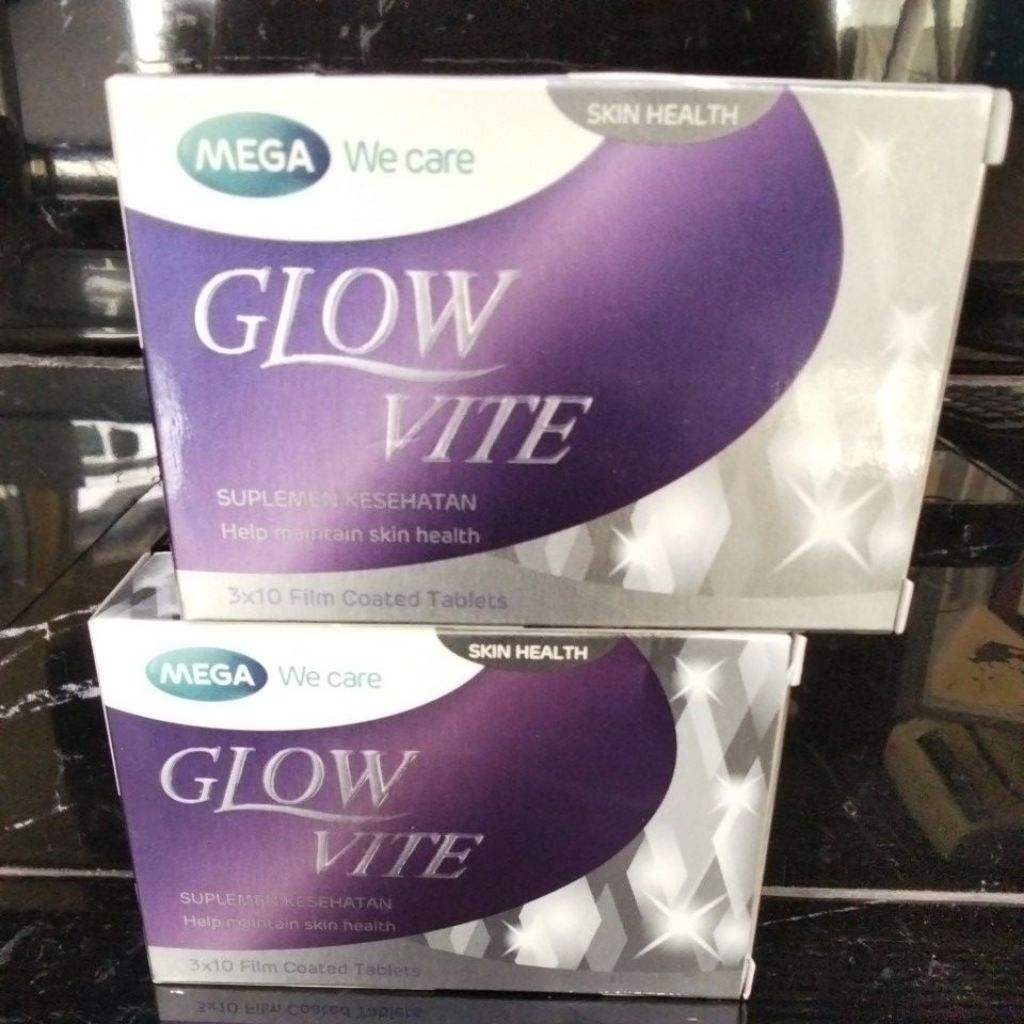 SKIN HEALTH
MEGA We care
GLOW
VITE
SUPLEMEN KESEHATAN
Help maintain skin health
3x10 Film Coated Tablets
SKIN HEALTH
MEGA We care
GLOW
VITE
SUPLEMEN KESEHATAN
Help maintain skin health
3x10 Film Coated Tablets